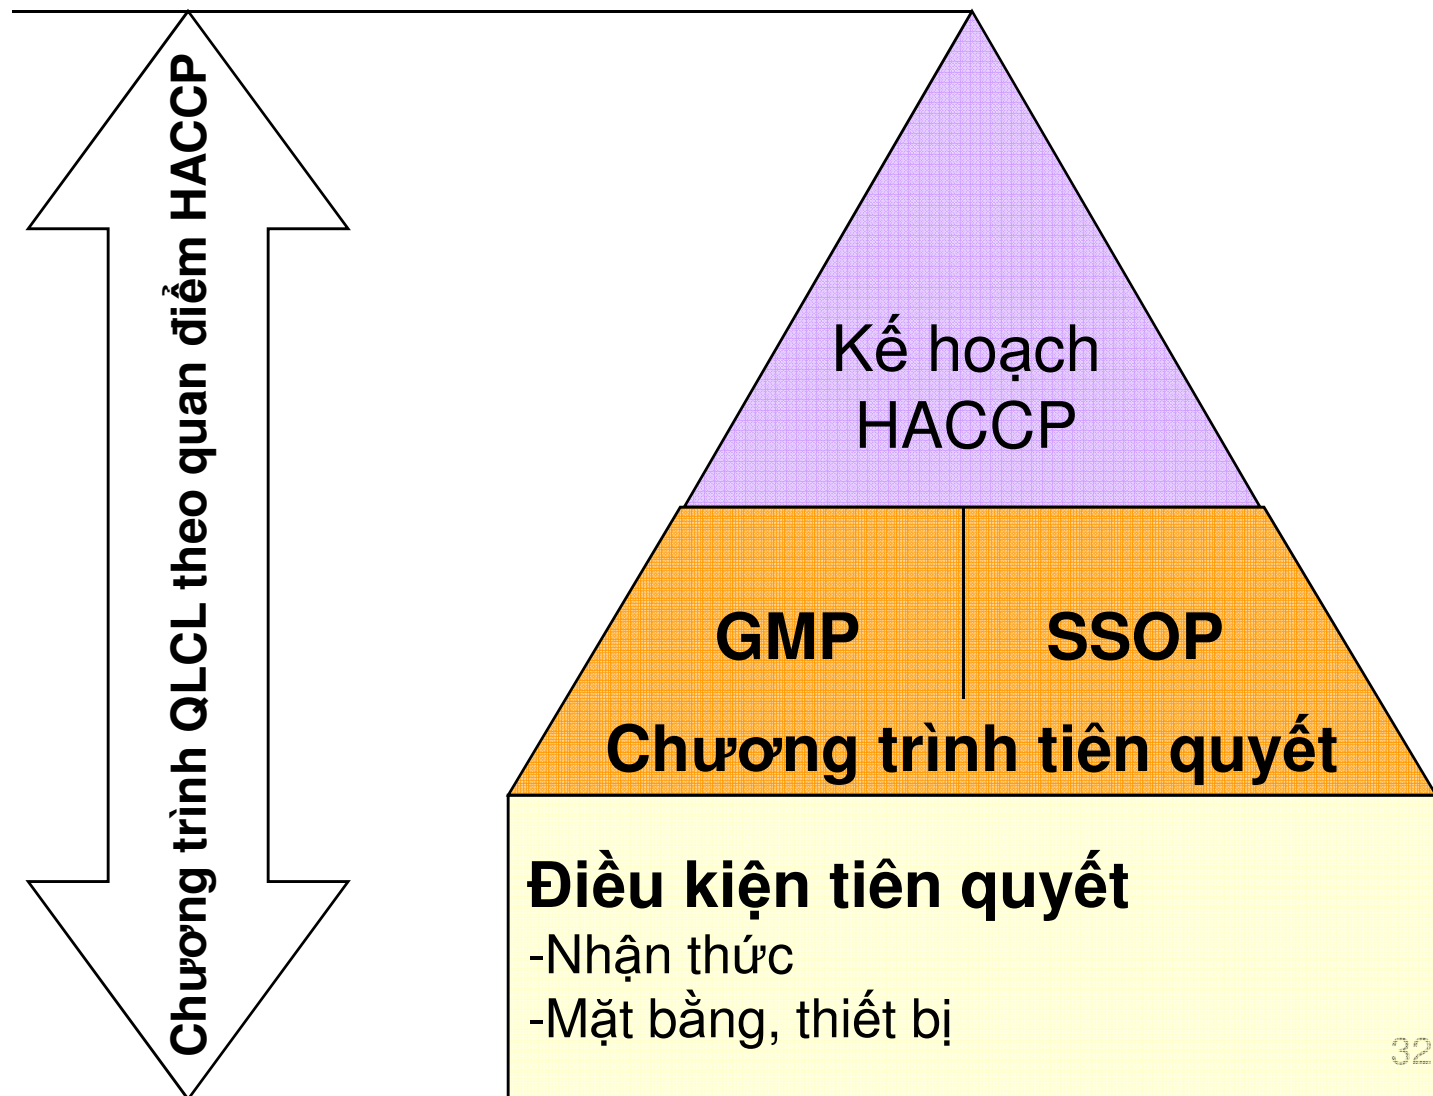 Chương trình QLCL theo quan điểm HACCP
Kế hoạch
HACCP
GMP
SSOP
Chương trình tiên quyết
Điều kiện tiên quyết
-Nhận thức
-Mặt bằng, thiết bị
32